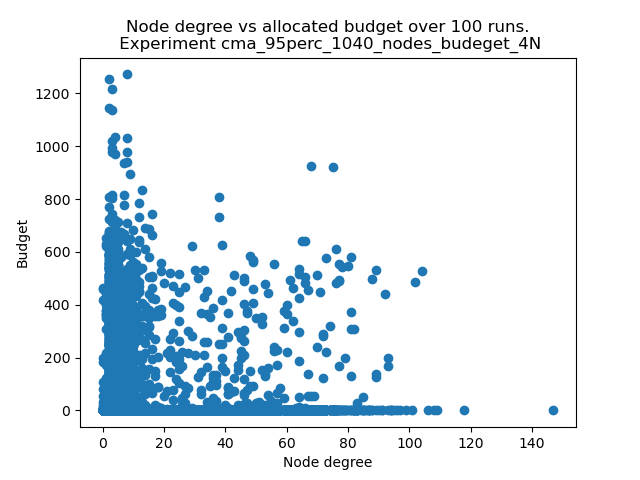 Node degree vs allocated budget over 100 runs.
Experiment cma_95perc_1040_nodes_budeget_4N
Budget
1200
1000
800
600
400
200
0
0 20 40 60 80 100 120 140
Node degree